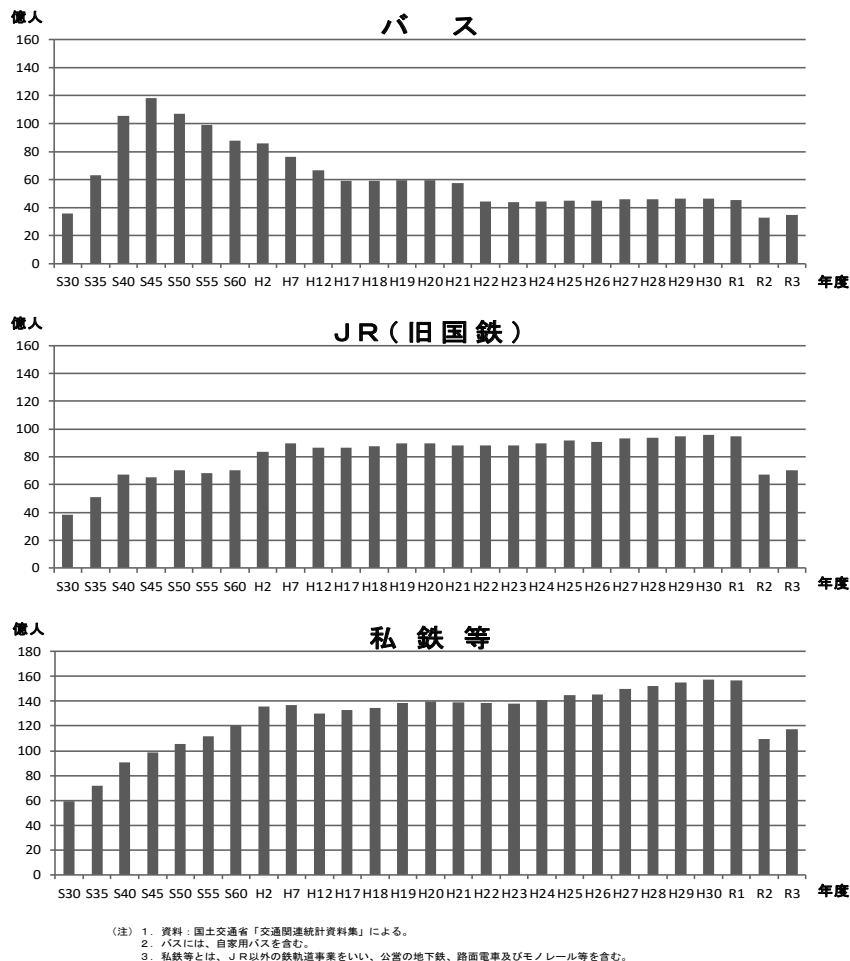 億人
バ ス
160
140
120
100
80
60
40
20
0
S30 S35 S40 S45 S50 S55 S60 H2 H7 H12 H17 H18 H19 H20 H21 H22 H23 H24 H25 H26 H27 H28 H29 H30 R1 R2 R3 年度
億人
JR(旧国鉄)
160
140
120
100
80
60
40
20
0
S30 S35 S40 S45 S50 S55 S60 H2 H7 H12 H17 H18 H19 H20 H21 H22 H23 H24 H25 H26 H27 H28 H29 H30 R1 R2 R3 年度
億人
私 鉄 等
180
160
140
120
100
80
60
40
20
0
S30 S35 S40 S45 S50 S55 S60 H2 H7 H12 H17 H18 H19 H20 H21 H22 H23 H24 H25 H26 H27 H28 H29 H30 R1 R2 R3 年度
(注)1．資料:国土交通省「交通関連統計資料集」による。
2．バスには、自家用バスを含む。
3．私鉄等とは、JR以外の鉄軌道事業をいい、公営の地下鉄、路面電車及びモノレール等を含む。